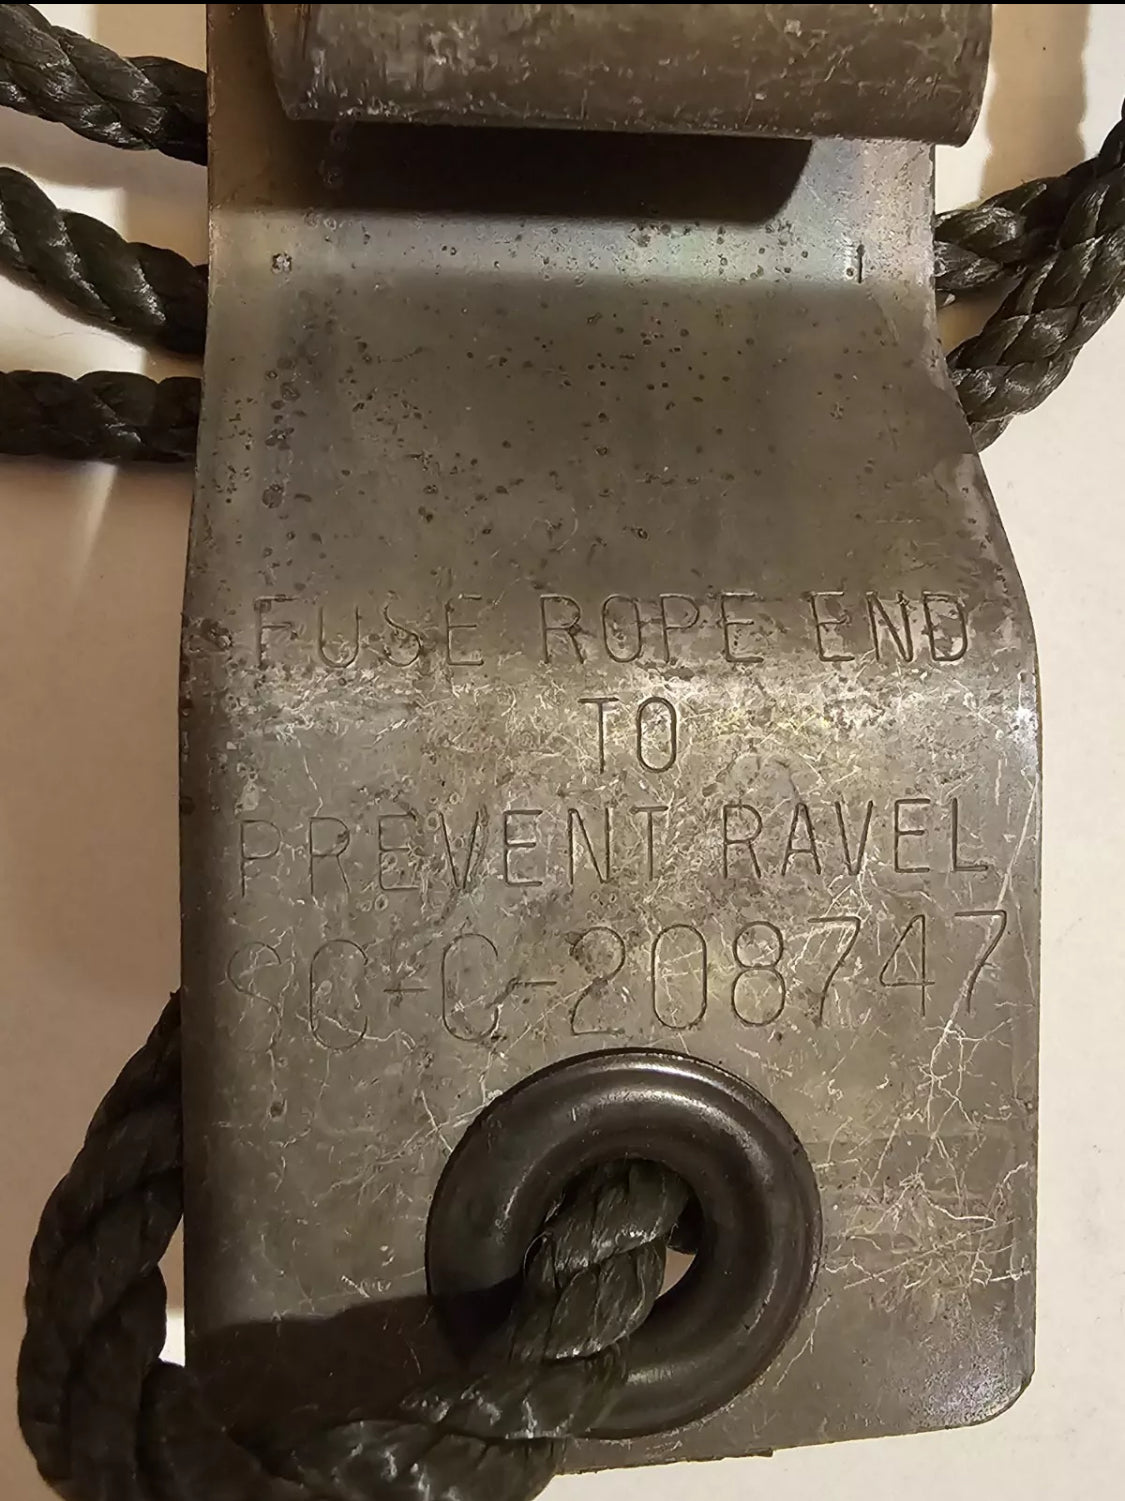 FUSE ROPE END
TO
PREVENT RAVEL
SC-C-208747